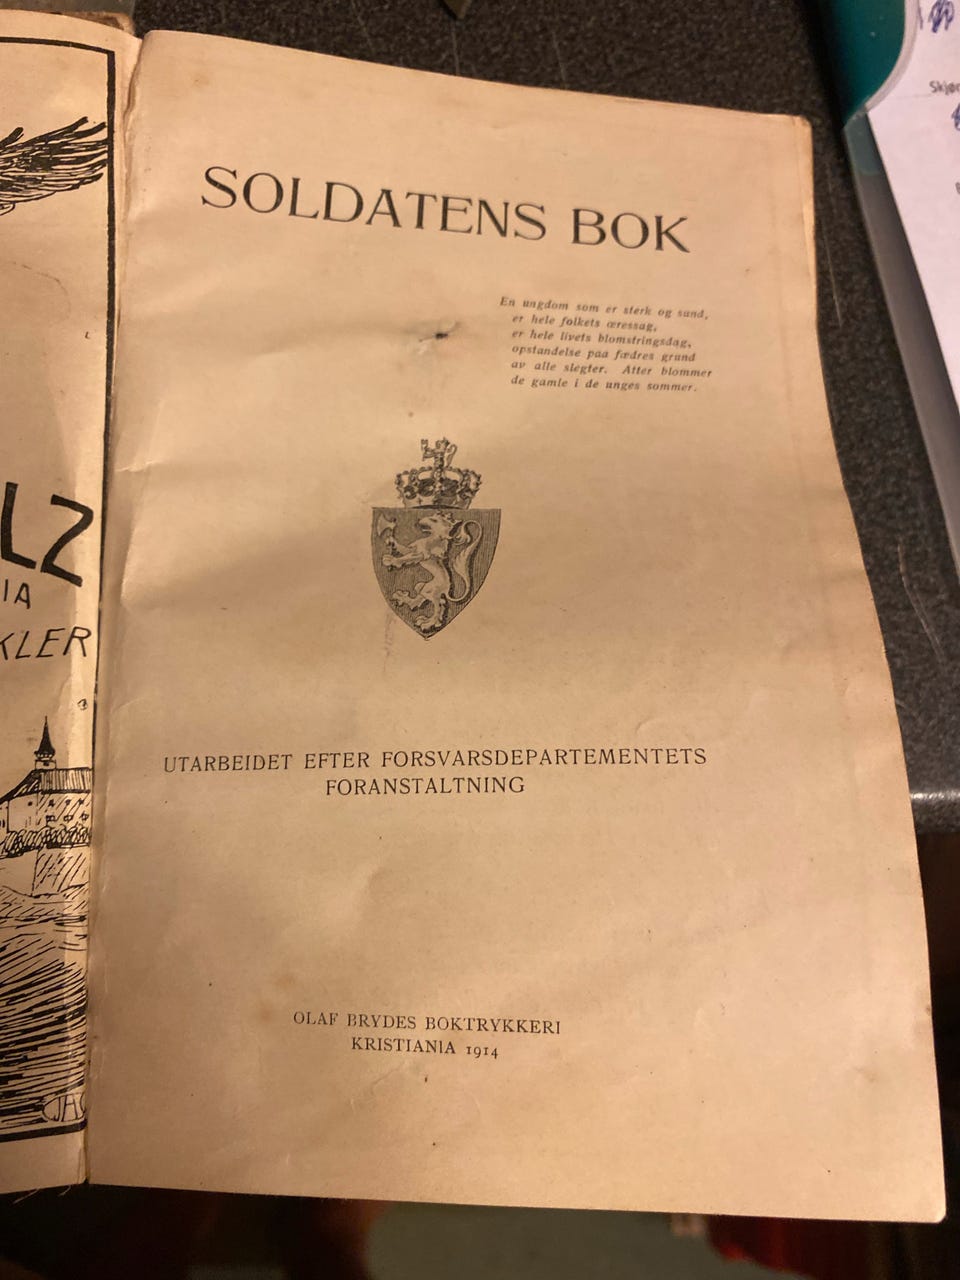 LZ
IA
KLER
JAC
SOLDATENS BOK
En ungdom som er sterk og sund,
er hele folkets æressag,
er hele livets blomstringsdag,
opstandelse paa fædres grund
av alle slegter. Atter blommer
de gamle i de unges sommer.
UTARBEIDET EFTER FORSVARSDEPARTEMENTETS
FORANSTALTNING
OLAF BRYDES BOKTRYKKERI
KRISTIANIA 1914
Skjør